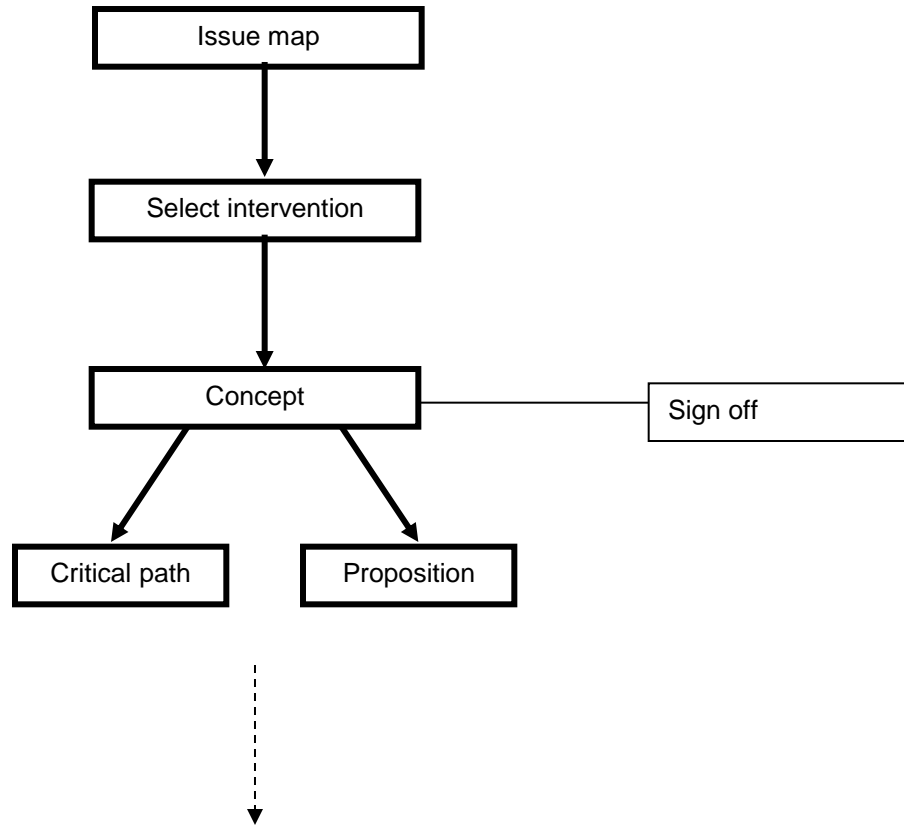 Issue map
Select intervention
Concept
Sign off
Critical path
Proposition